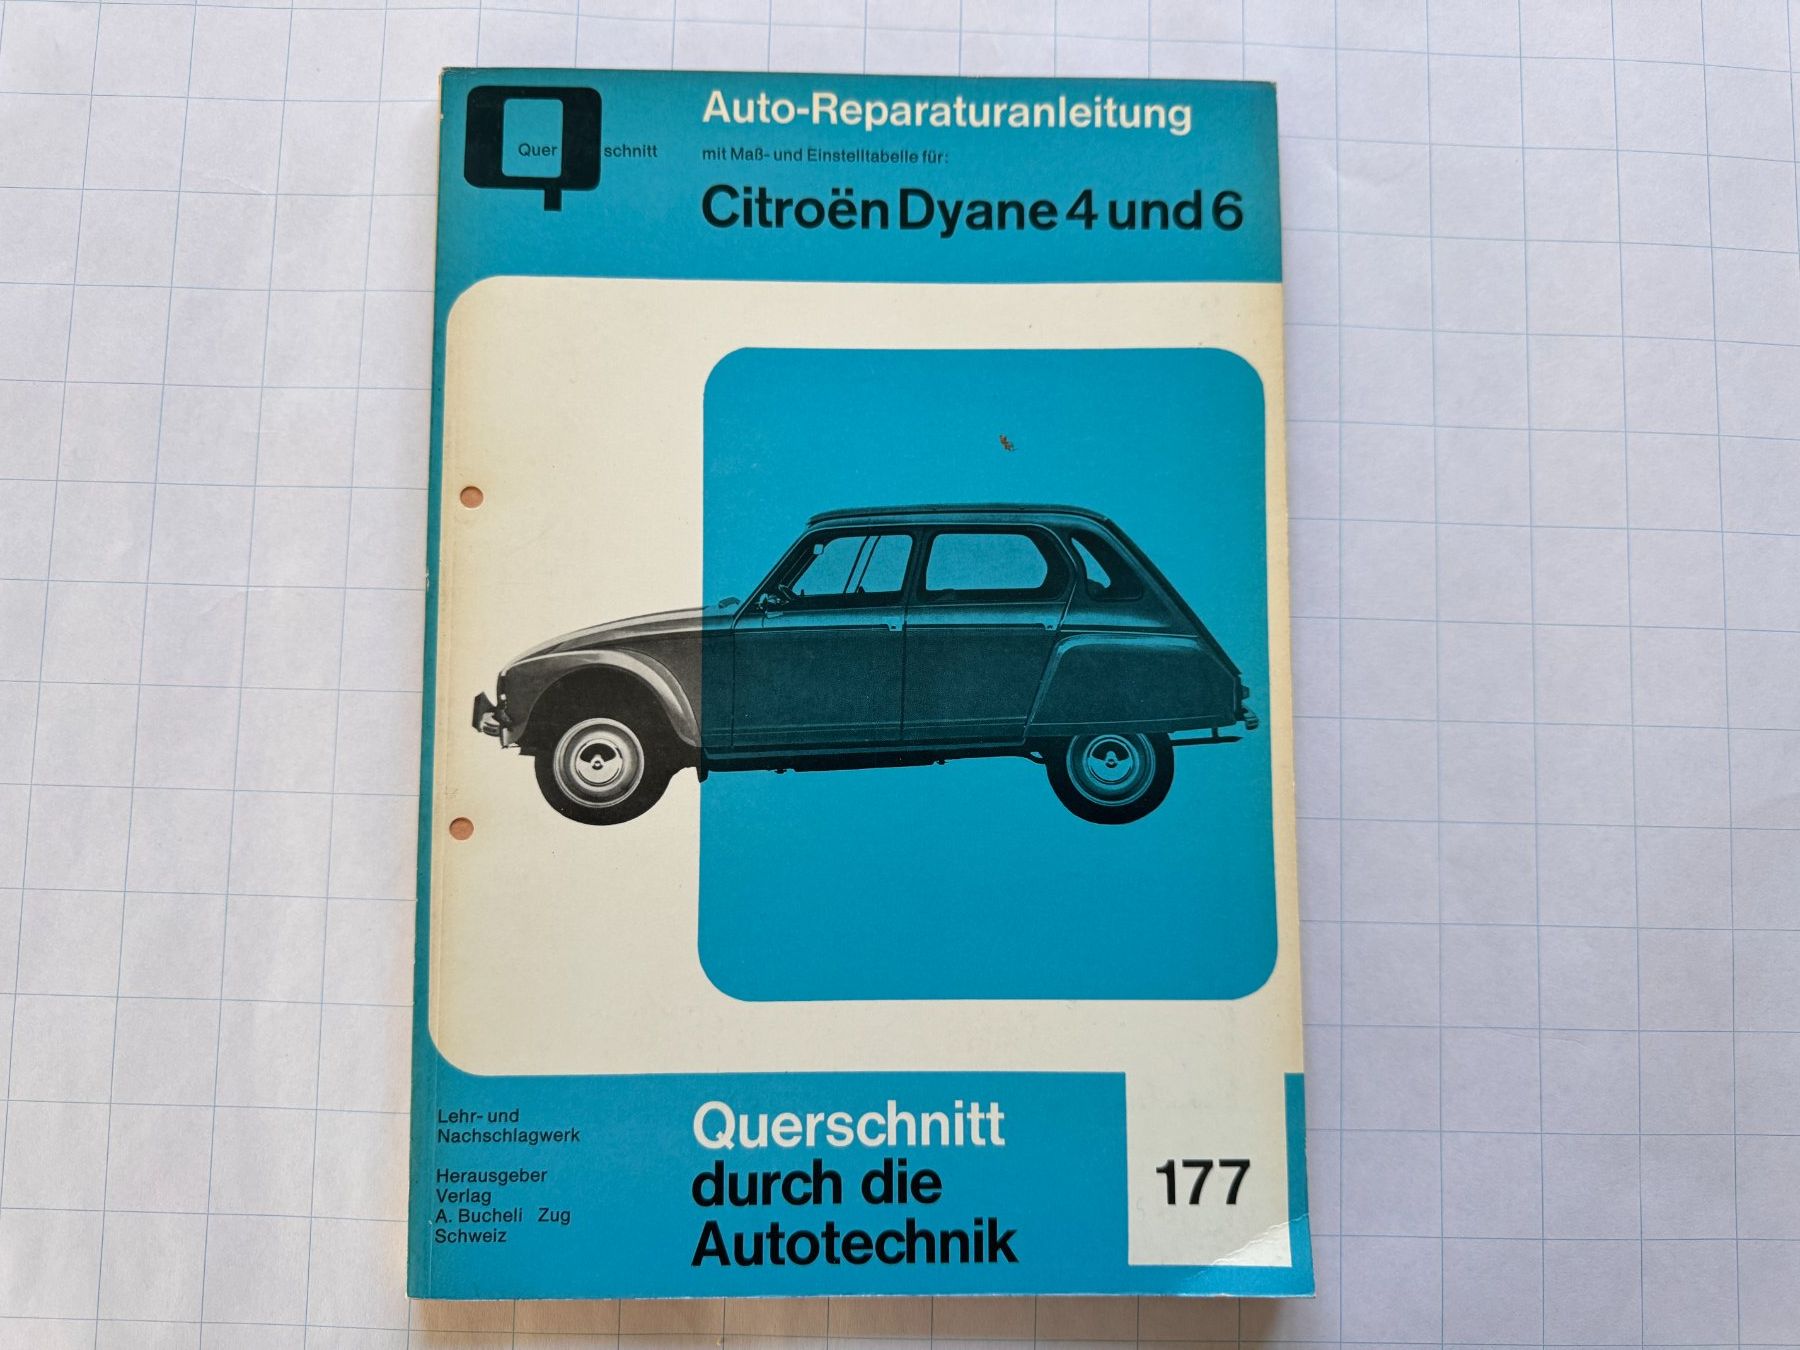 Quer schnitt
Auto-Reparaturanleitung
mit Maß- und Einstelltabelle für:
Citroën Dyane 4 und 6
Lehr- und
Nachschlagwerk
Herausgeber
Verlag
A. Bucheli Zug
Schweiz
Querschnitt
durch die
Autotechnik
177